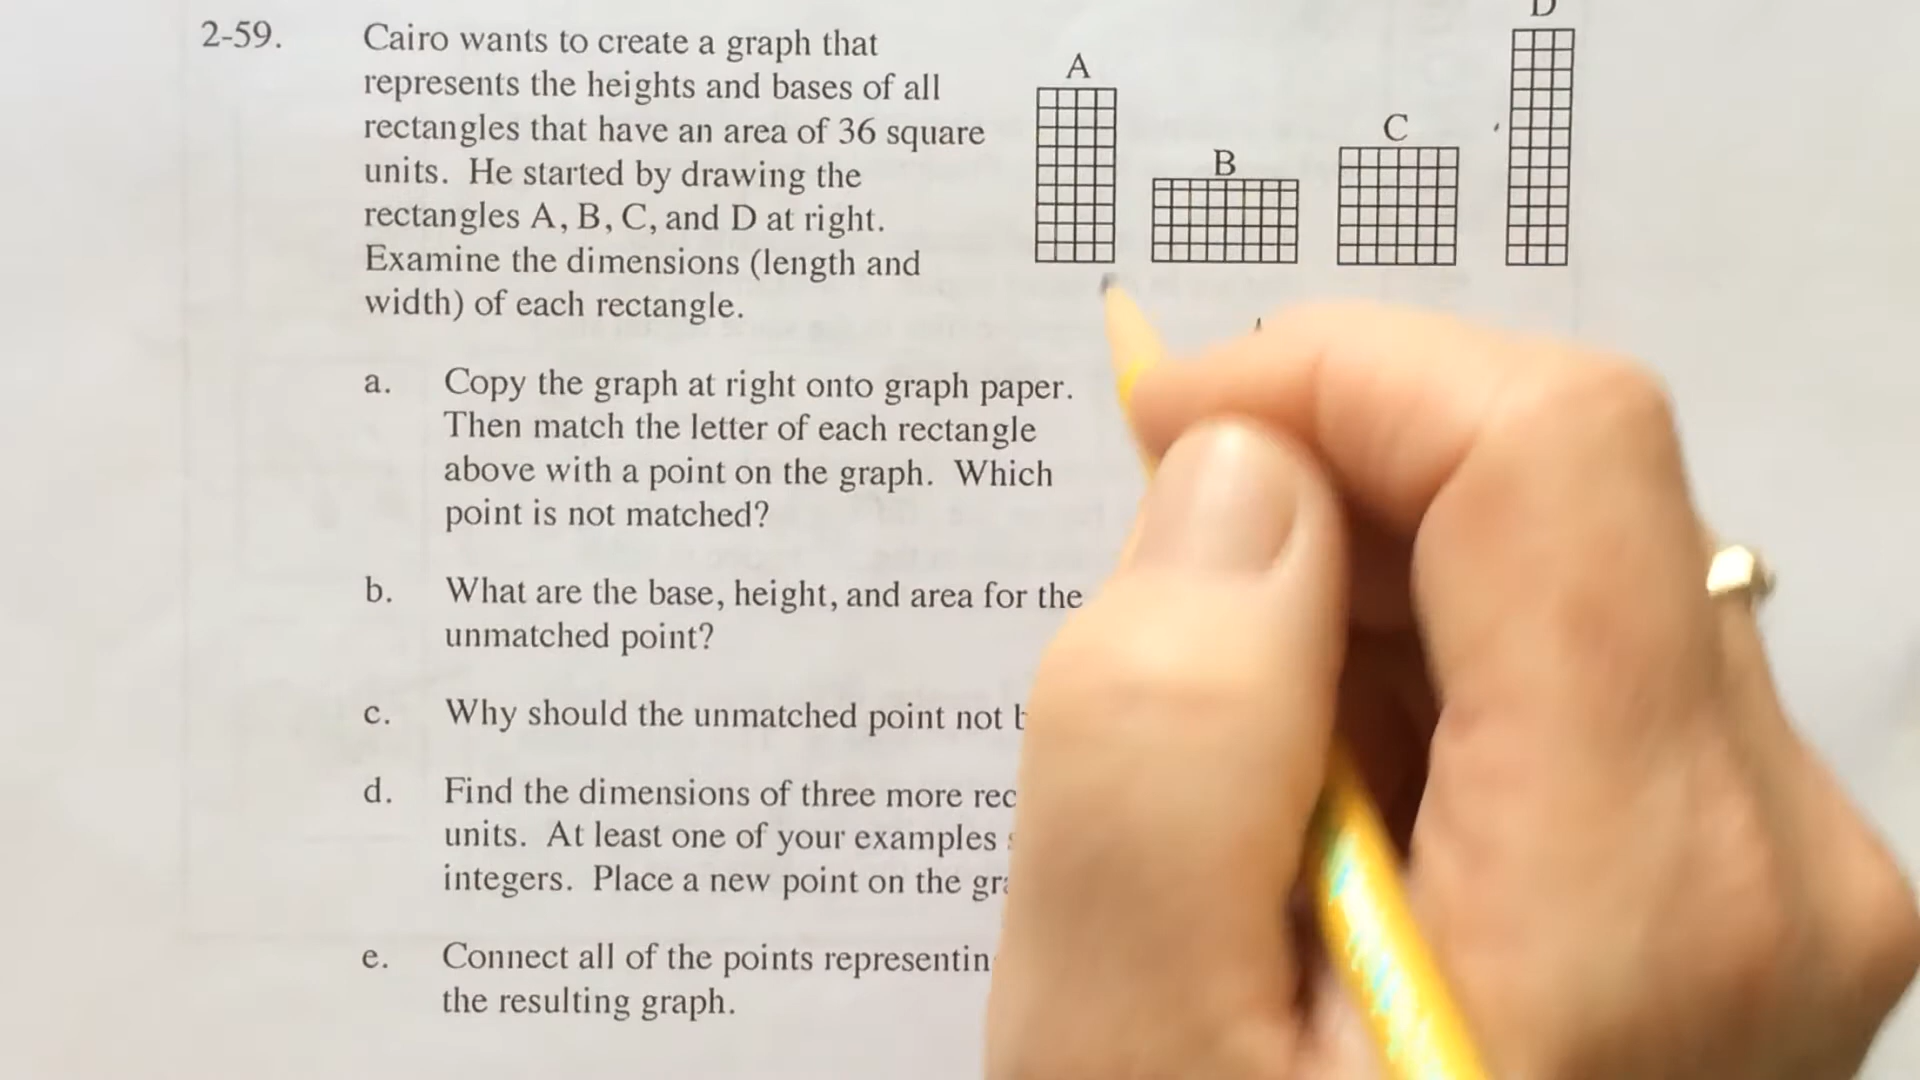 2-59. Cairo wants to create a graph that
represents the heights and bases of all
rectangles that have an area of 36 square
units. He started by drawing the
rectangles A, B, C, and D at right.
Examine the dimensions (length and
width) of each rectangle.
A
B
C
D
a. Copy the graph at right onto graph paper.
Then match the letter of each rectangle
above with a point on the graph. Which
point is not matched?
b. What are the base, height, and area for the
unmatched point?
c. Why should the unmatched point not
d. Find the dimensions of three more
units. At least one of your examples
integers. Place a new point on the
e. Connect all of the points
the resulting graph.